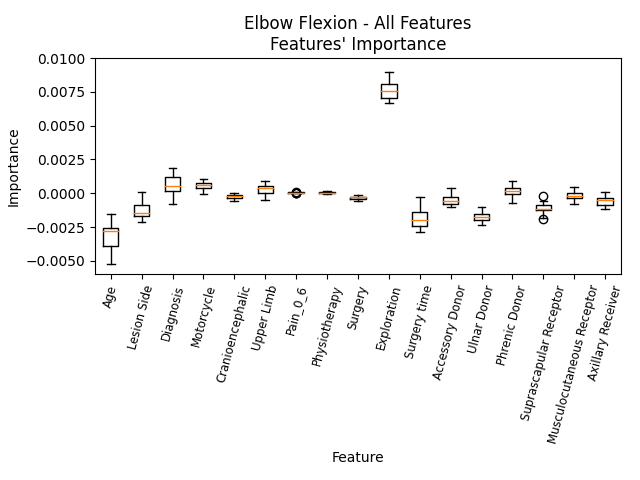 Elbow Flexion - All Features
Features' Importance
Importance
0.0100
0.0075
0.0050
0.0025
0.0000
−0.0025
−0.0050
Age
Lesion Side
Diagnosis
Motorcycle
Cranioencephalic
Upper Limb
Pain_0_6
Physiotherapy
Surgery
Exploration
Surgery time
Accessory Donor
Ulnar Donor
Phrenic Donor
Suprascapular Receptor
Musculocutaneous Receptor
Axillary Receiver
Feature